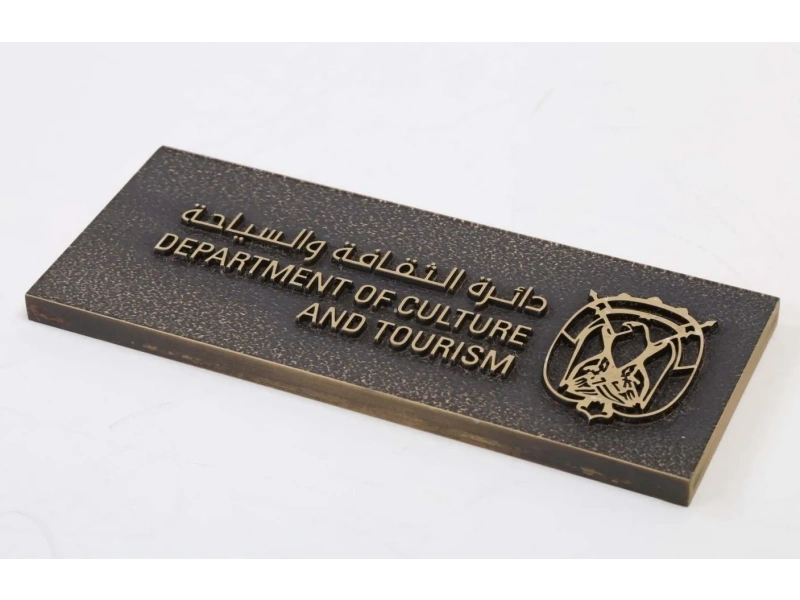 دائرة الثقافة والسياحة
DEPARTMENT OF CULTURE
AND TOURISM